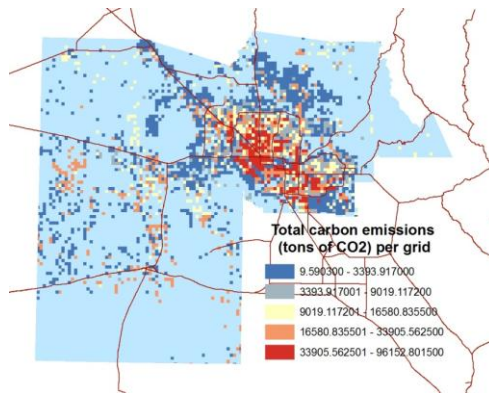 Total carbon emissions
(tons of CO2) per grid
9.590300 - 3393.917000
3393.917001 - 9019.117200
9019.117201 - 16580.835500
16580.835501 - 33905.562500
33905.562501 - 96152.801500